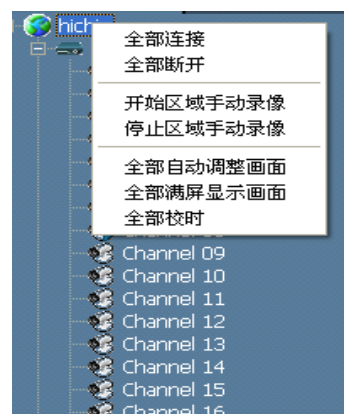 全部连接
全部断开
开始区域手动录像
停止区域手动录像
全部自动调整画面
全部满屏显示画面
全部校时
Channel 09
Channel 10
Channel 11
Channel 12
Channel 13
Channel 14
Channel 15
Channel 16